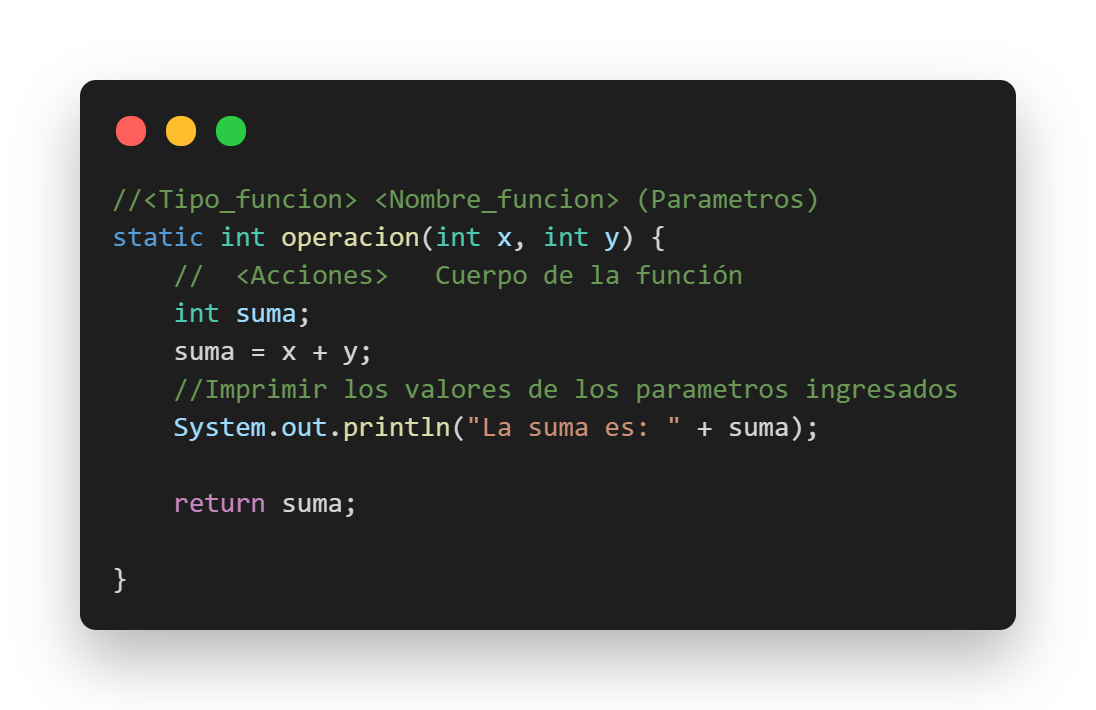 //<Tipo_funcion> <Nombre_funcion> (Parametros)
static int operacion(int x, int y) {
    //  <Acciones>   Cuerpo de la función
    int suma;
    suma = x + y;
    //Imprimir los valores de los parametros ingresados
    System.out.println("La suma es: " + suma);
    return suma;
}